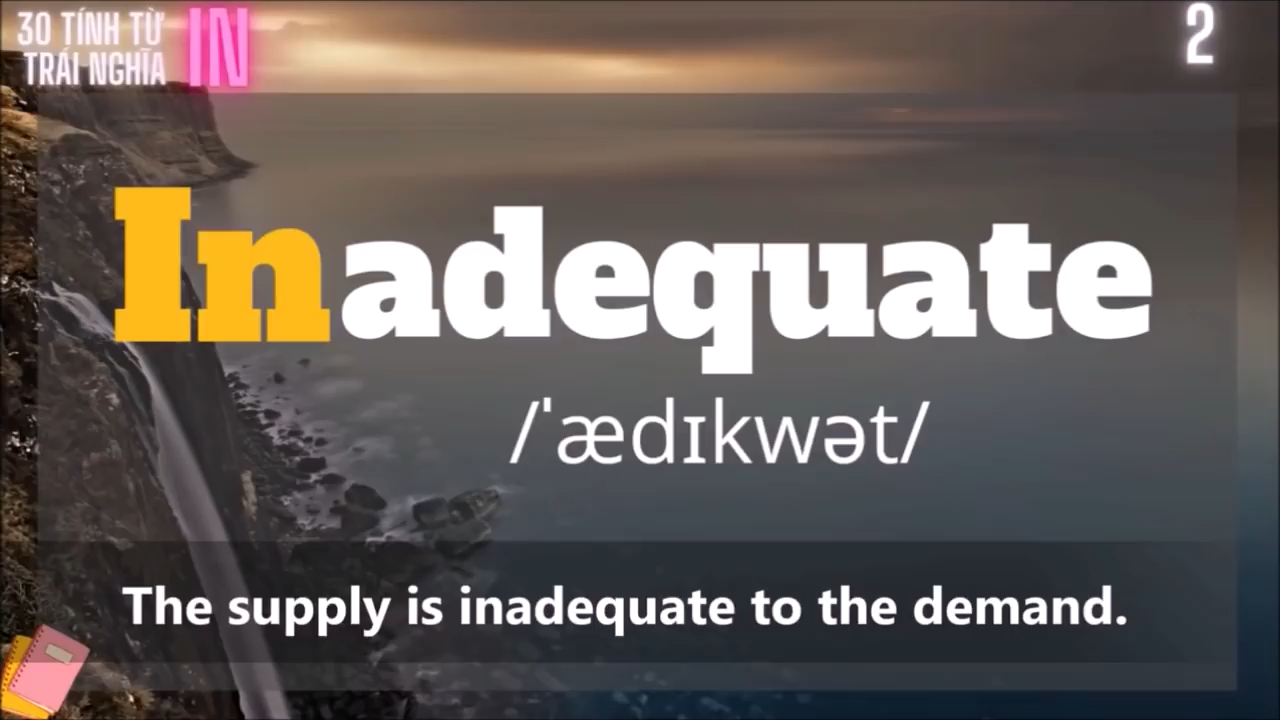 30 TÍNH TỪ
TRÁI NGHĨA
IN
2
Inadequate
/ˈædɪkwət/
The supply is inadequate to the demand.